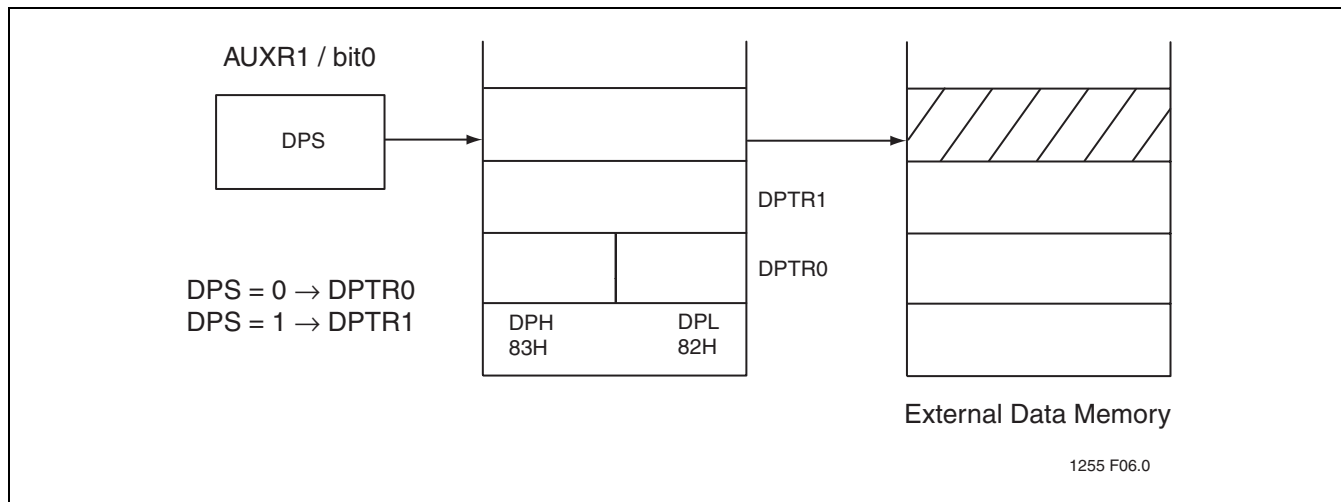 AUXR1 / bit0
DPS
DPTR1
DPTR0
DPS = 0 → DPTR0
DPS = 1 → DPTR1
DPH
83H
DPL
82H
External Data Memory
1255 F06.0